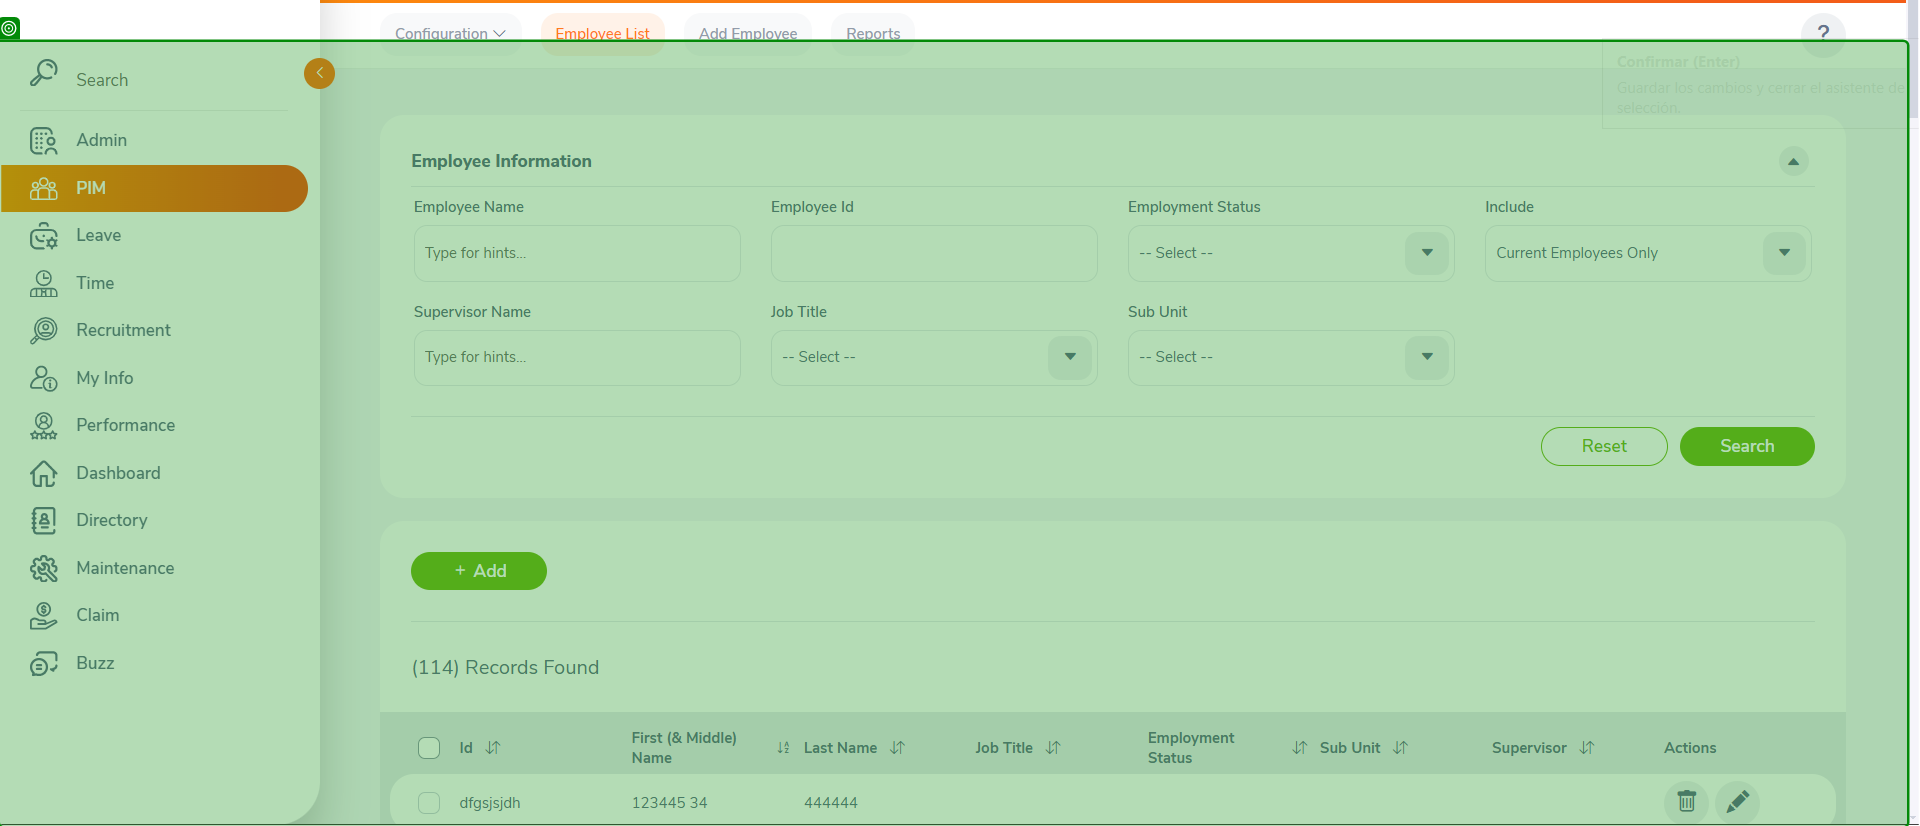 Configuration
Employee List
Add Employee
Reports
?
Confirmar (Enter)
Guardar los cambios y cerrar el asistente de
selección.
Search
Admin
PIM
Leave
Time
Recruitment
My Info
Performance
Dashboard
Directory
Maintenance
Claim
Buzz
Employee Information
Employee Name
Employee Id
Employment Status
Include
Type for hints...
-- Select --
Current Employees Only
Supervisor Name
Job Title
Sub Unit
Type for hints...
-- Select --
-- Select --
Reset
Search
+ Add
(114) Records Found
Id
First (& Middle)
Name
Last Name
Job Title
Employment
Status
Sub Unit
Supervisor
Actions
dfgsjsjdh
123445 34
444444